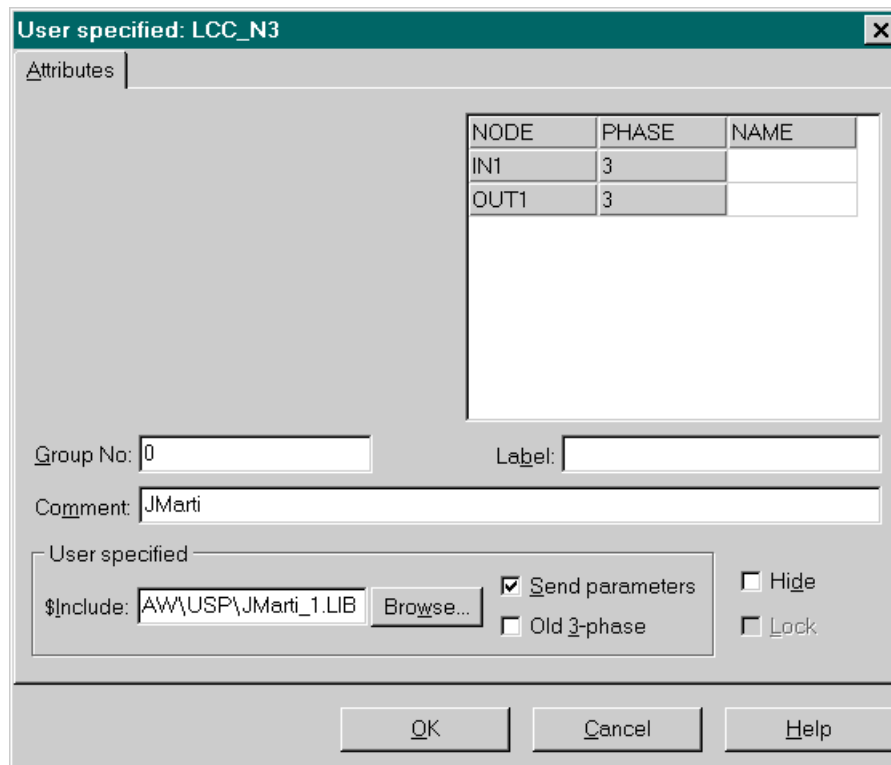 User specified: LCC_N3
Attributes
NODE PHASE NAME
IN1 3
OUT1 3
Group No: 0
Label:
Comment: JMarti
User specified
$Include: AW\USP\JMarti_1.LIB Browse...
Send parameters
Old 3-phase
Hide
Lock
OK Cancel Help